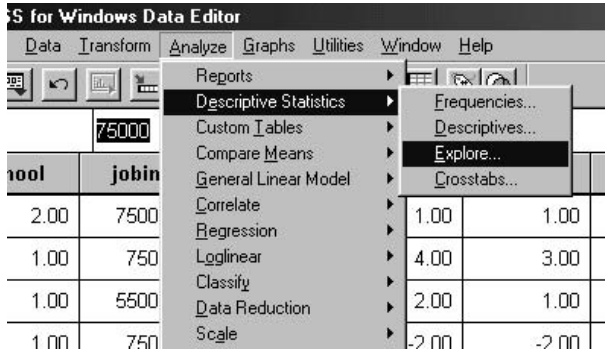 SS for Windows Data Editor
Data Transform Analyze Graphs Utilities Window Help
Reports
Descriptive Statistics
Frequencies...
75000
Custom Tables
Descriptives...
Compare Means
Explore...
hool jobin
General Linear Model
Crosstabs...
2.00 7500
Correlate
1.00 1.00
Regression
1.00 750
Loglinear
4.00 3.00
Classify
1.00 5500
Data Reduction
2.00 1.00
1.00 750
Scale
-2.00 -2.00